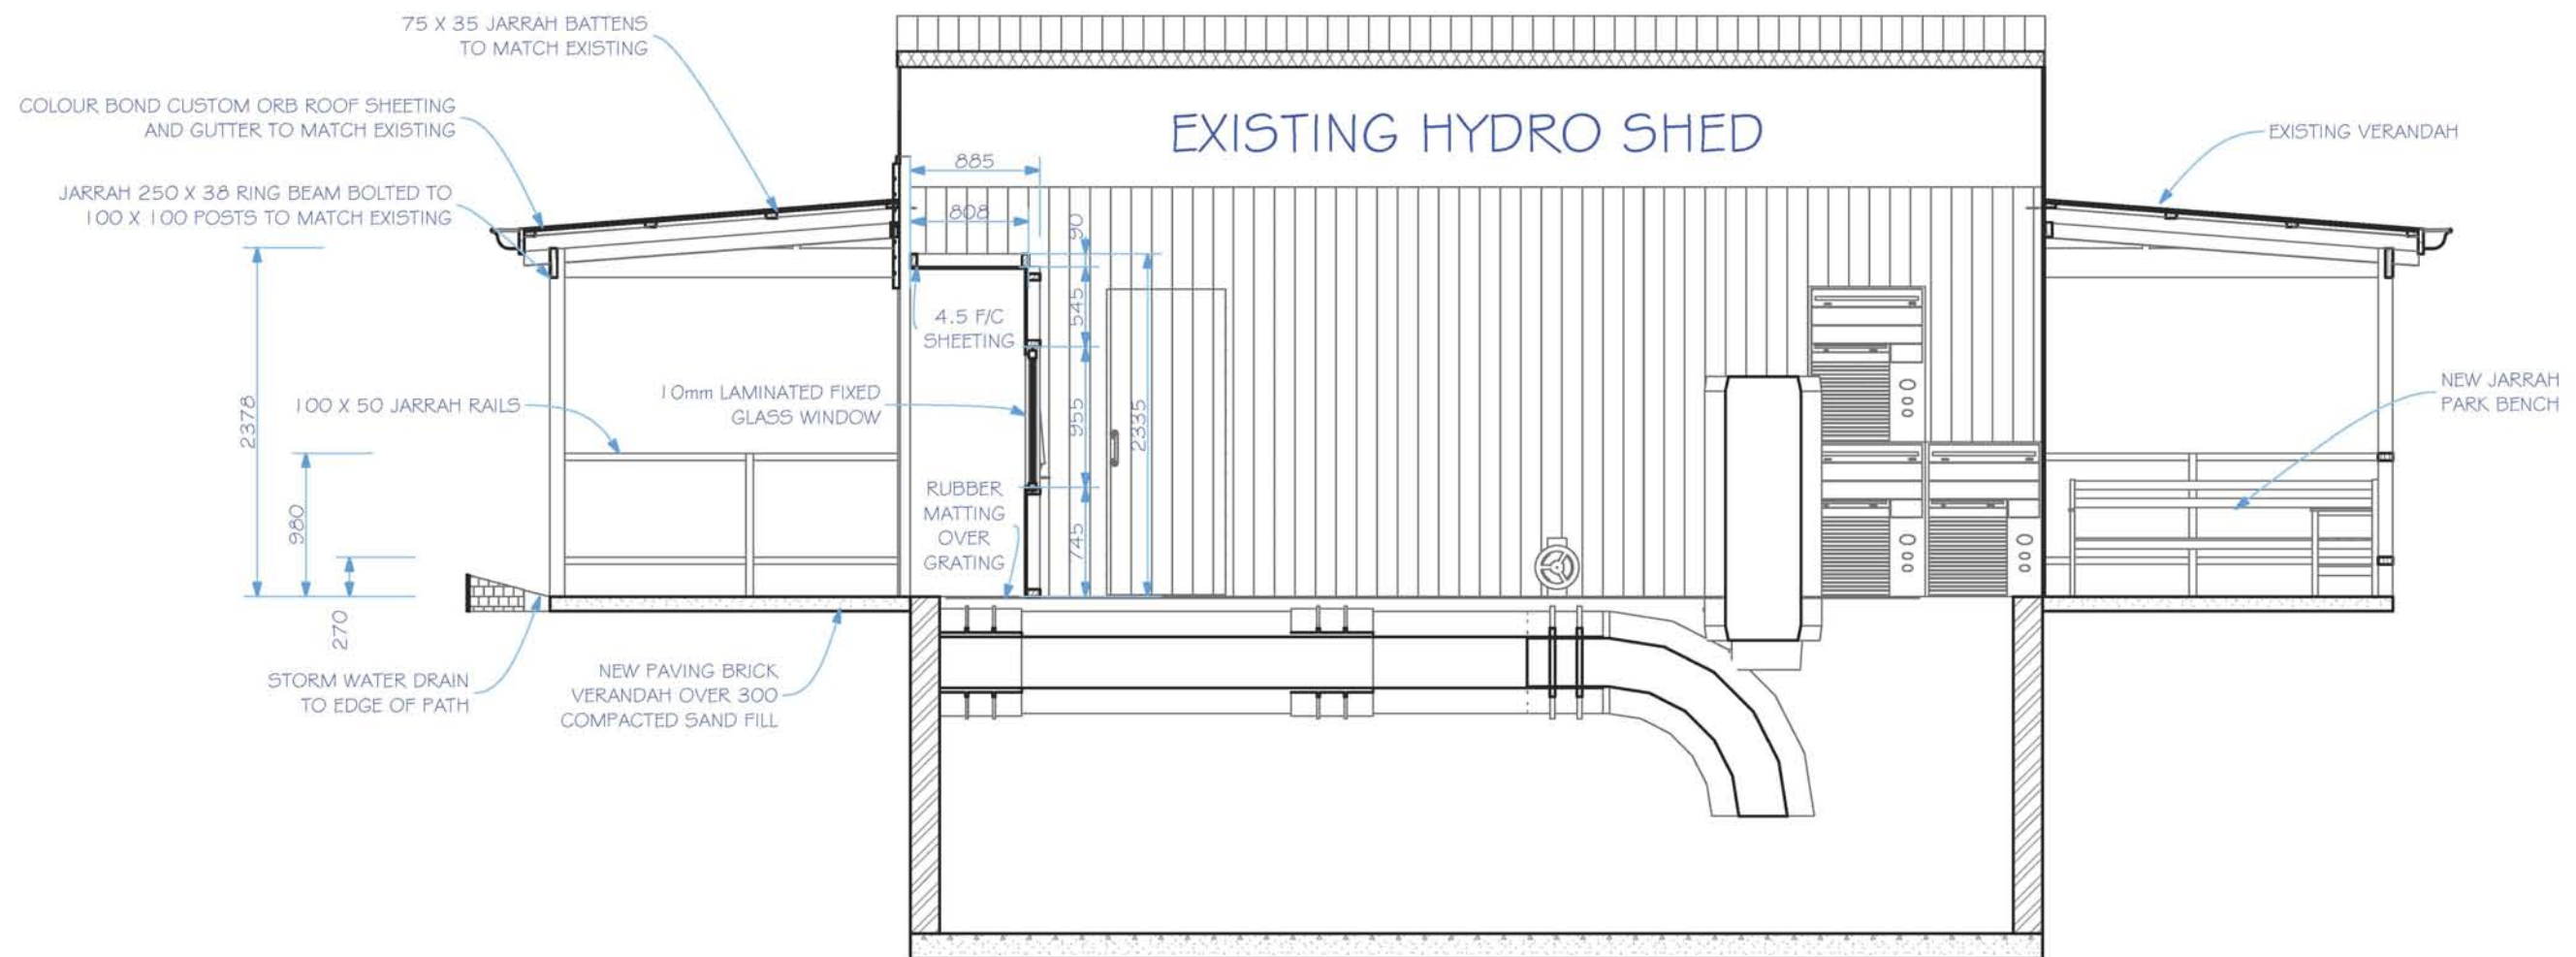 75 X 35 JARRAH BATTENS
TO MATCH EXISTING
COLOUR BOND CUSTOM ORB ROOF SHEETING
AND GUTTER TO MATCH EXISTING
JARRAH 250 X 38 RING BEAM BOLTED TO
100 X 100 POSTS TO MATCH EXISTING
EXISTING HYDRO SHED
EXISTING VERANDAH
885
808
90
545
955
745
2335
4.5 F/C
SHEETING
10mm LAMINATED FIXED
GLASS WINDOW
100 X 50 JARRAH RAILS
2378
980
270
RUBBER
MATTING
OVER
GRATING
NEW JARRAH
PARK BENCH
STORM WATER DRAIN
TO EDGE OF PATH
NEW PAVING BRICK
VERANDAH OVER 300
COMPACTED SAND FILL